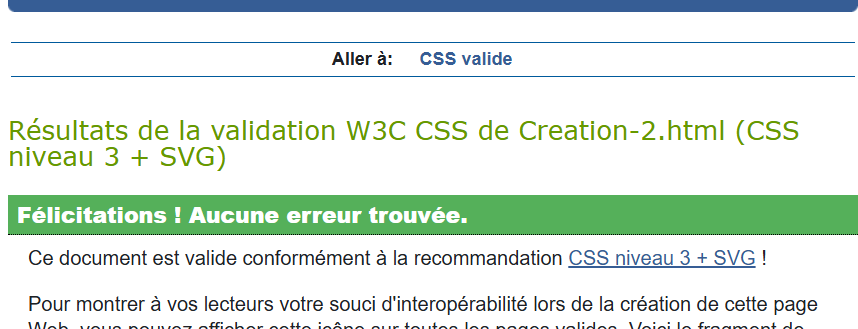 Aller à: CSS valide
Résultats de la validation W3C CSS de Creation-2.html (CSS
niveau 3 + SVG)
Félicitations ! Aucune erreur trouvée.
Ce document est valide conformément à la recommandation CSS niveau 3 + SVG !
Pour montrer à vos lecteurs votre souci d'interopérabilité lors de la création de cette page
Web, vous pouvez afficher cette icône sur toutes les pages valides. Voici le fragment de